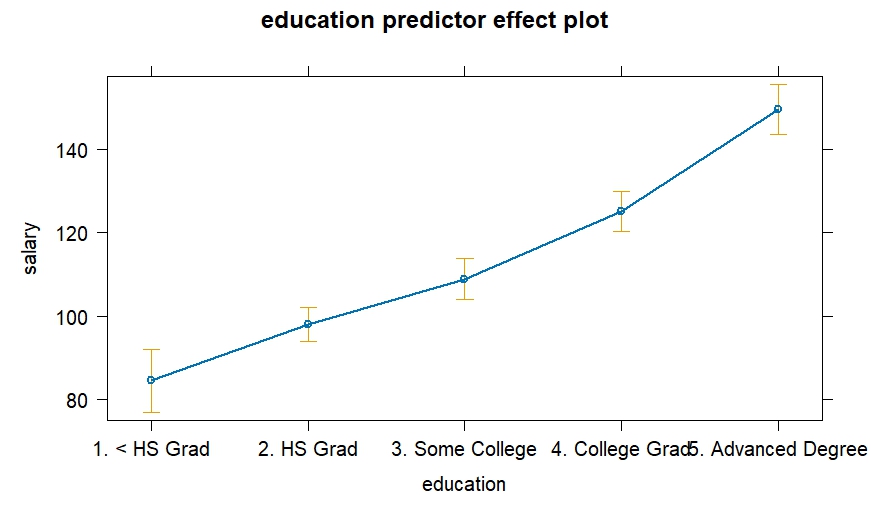 education predictor effect plot
140
120
100
80
salary
1. < HS Grad 2. HS Grad 3. Some College 4. College Grad 5. Advanced Degree
education